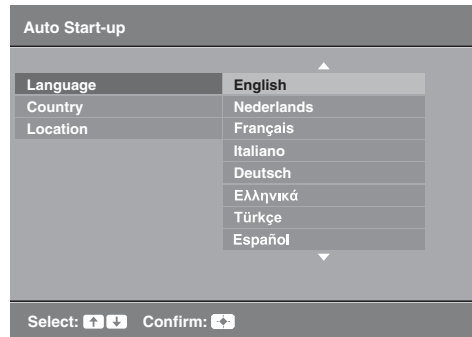 Auto Start-up
Language
English
Country
Nederlands
Location
Français
Italiano
Deutsch
Ελληνικά
Türkçe
Español
Select: Confirm: